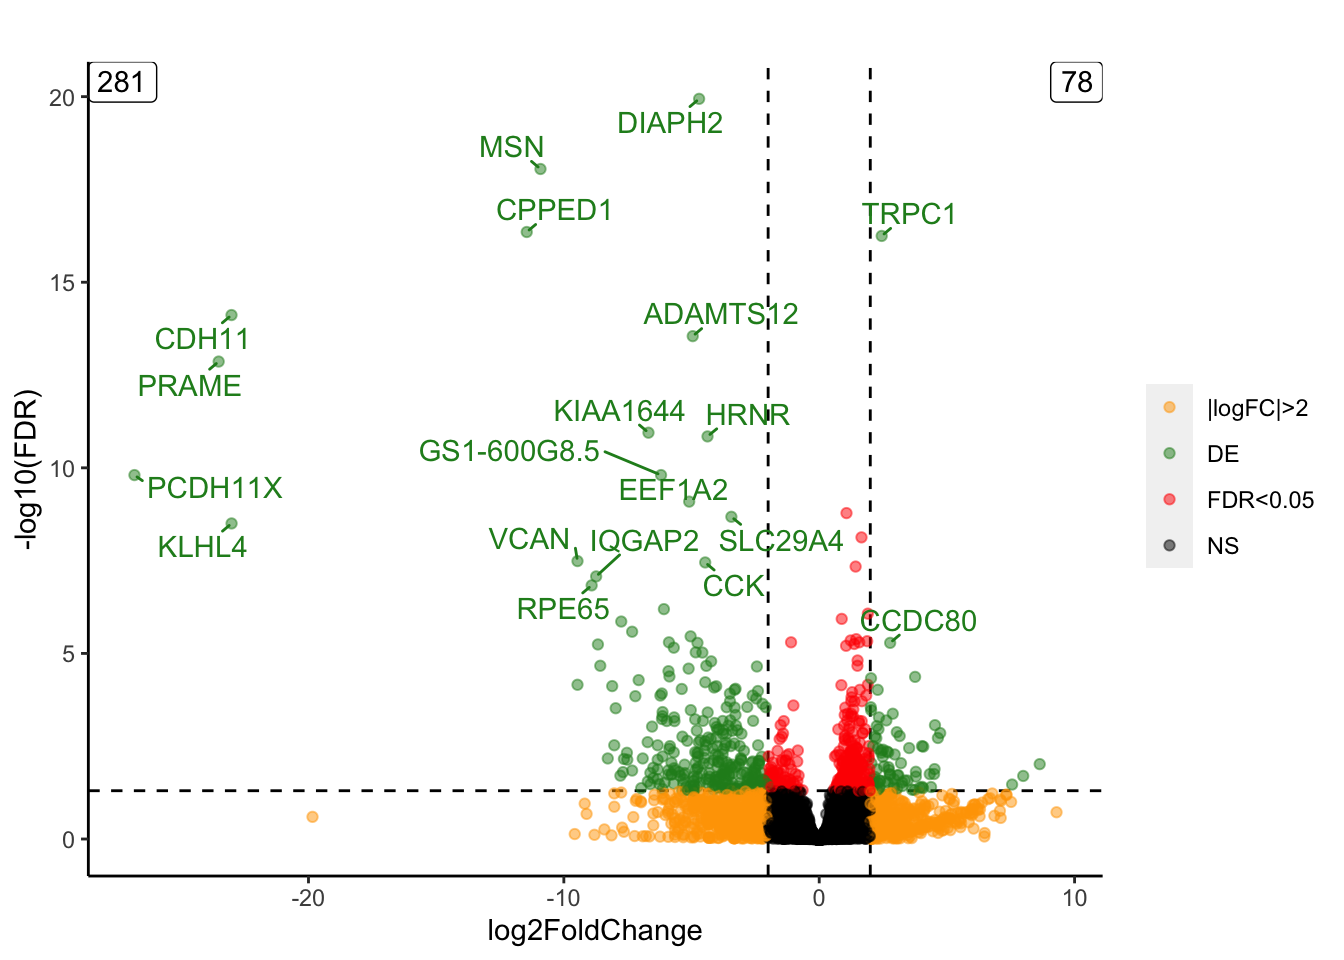 281
78
20
DIAPH2
MSN
CPPED1
TRPC1
15
ADAMTS12
CDH11
PRAME
KIAA1644
HRNR
GS1-600G8.5
10
PCDH11X
EEF1A2
KLHL4
VCAN
IQGAP2
SLC29A4
CCK
RPE65
CCDC80
5
0
-log10(FDR)
-20
-10
0
10
log2FoldChange
|logFC|>2
DE
FDR<0.05
NS